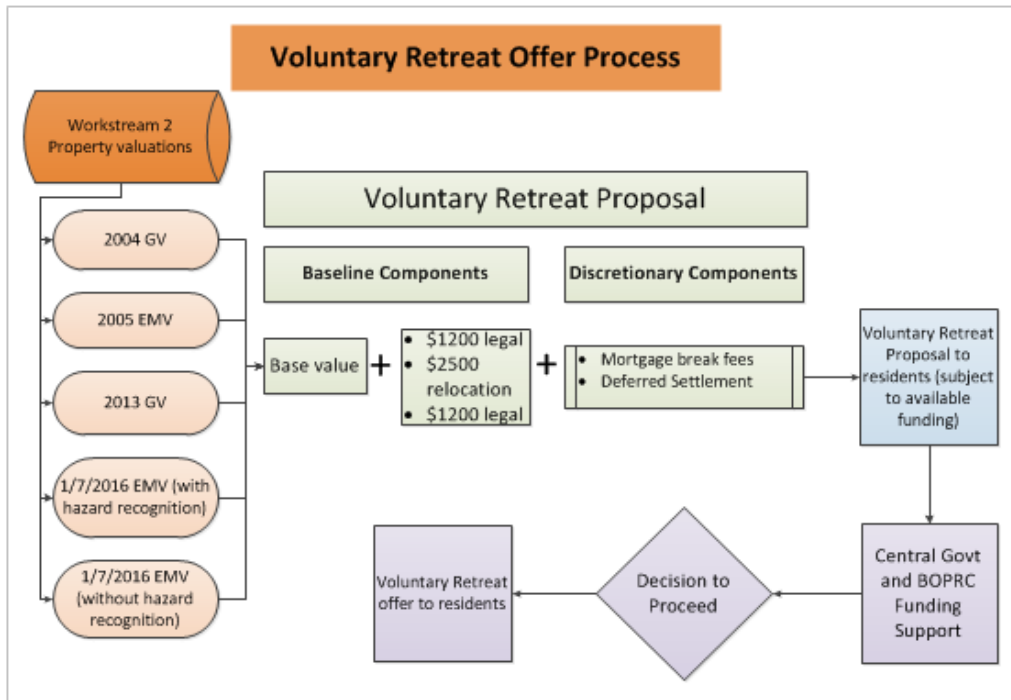 Voluntary Retreat Offer Process
Workstream 2
Property valuations
2004 GV
2005 EMV
2013 GV
1/7/2016 EMV (with
hazard recognition)
1/7/2016 EMV
(without hazard
recognition)
Voluntary Retreat Proposal
Baseline Components
Discretionary Components
Base value
+
• $1200 legal
• $2500
relocation
• $1200 legal
+
• Mortgage break fees
• Deferred Settlement
Voluntary Retreat
Proposal to
residents (subject
to available
funding)
Central Govt
and BOPRC
Funding
Support
Decision to
Proceed
Voluntary Retreat
offer to residents